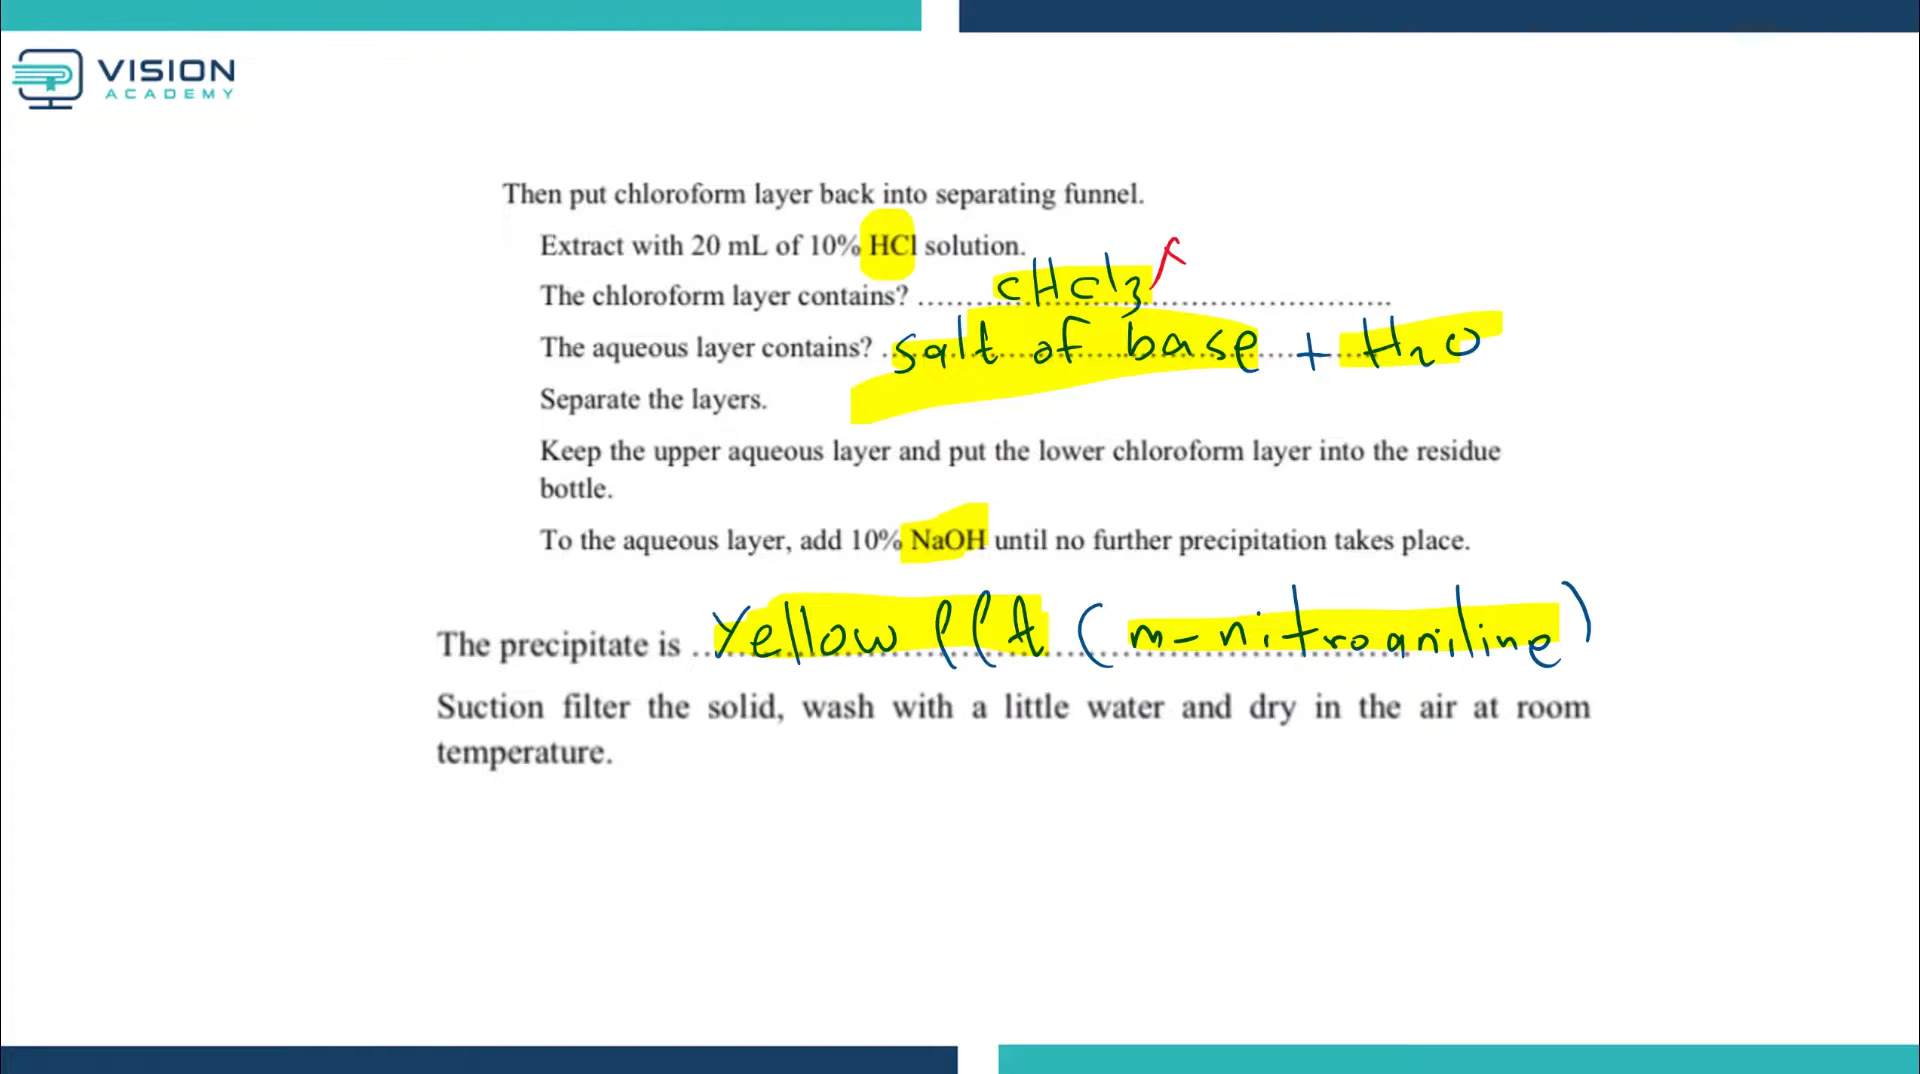 VISION
ACADEMY
Then put chloroform layer back into separating funnel.
Extract with 20 mL of 10% HCl solution.
The chloroform layer contains? ........CHCl3..............................
The aqueous layer contains? ..salt of base...+...H2O
Separate the layers.
Keep the upper aqueous layer and put the lower chloroform layer into the residue
bottle.
To the aqueous layer, add 10% NaOH until no further precipitation takes place.
The precipitate is ..Yellow ppt (m-nitroaniline)
Suction filter the solid, wash with a little water and dry in the air at room
temperature.